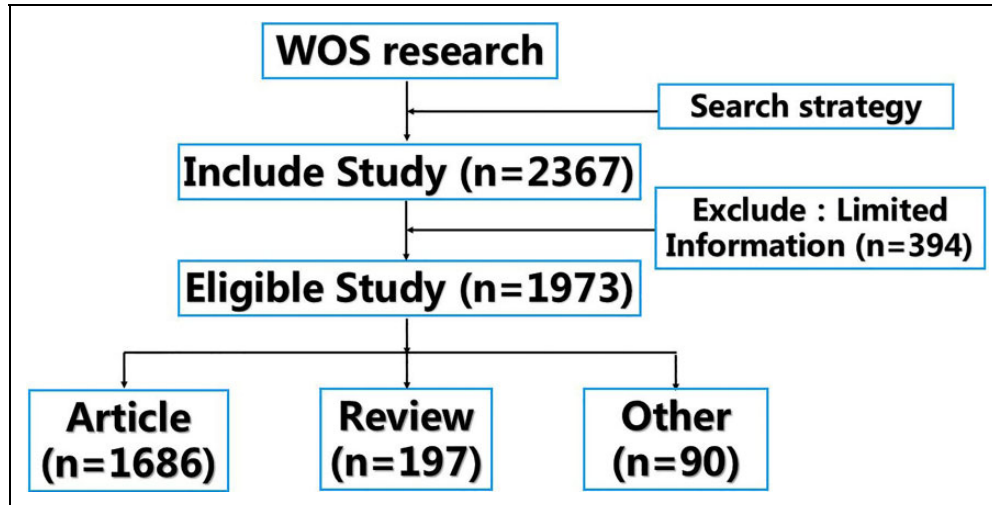 WOS research
Search strategy
Include Study (n=2367)
Exclude : Limited
Information (n=394)
Eligible Study (n=1973)
Article
(n=1686)
Review
(n=197)
Other
(n=90)